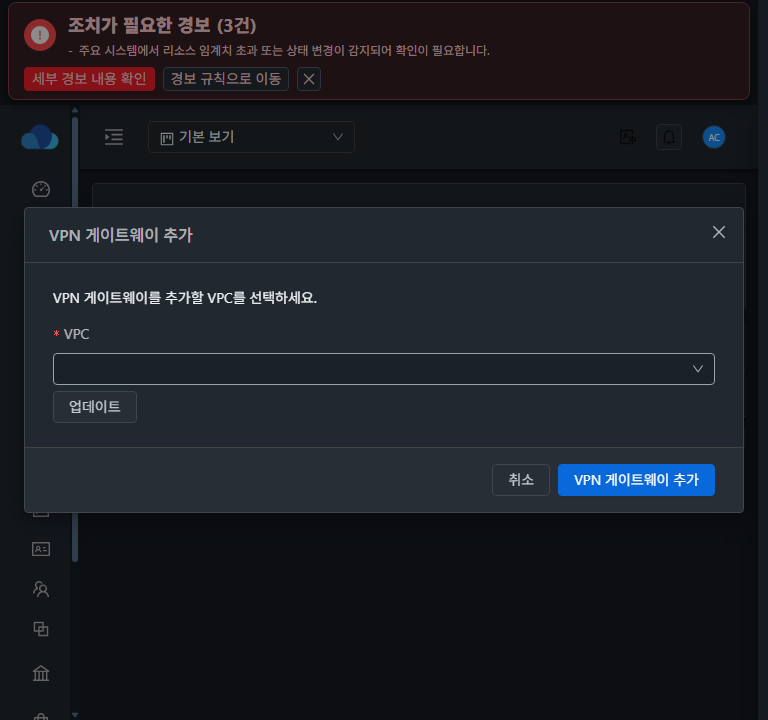 조치가 필요한 경보 (3건)
- 주요 시스템에서 리소스 임계치 초과 또는 상태 변경이 감지되어 확인이 필요합니다.
세부 경보 내용 확인
경보 규칙으로 이동
기본 보기
AC
VPN 게이트웨이 추가
VPN 게이트웨이를 추가할 VPC를 선택하세요.
* VPC
업데이트
취소
VPN 게이트웨이 추가